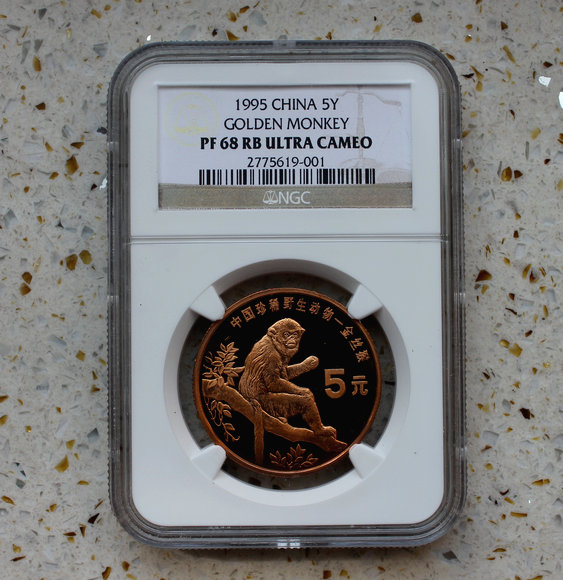 1995 CHINA 5Y
GOLDEN MONKEY
PF 68 RB ULTRA CAMEO
2775619-001
NGC
中国珍稀野生动物—金丝猴
5元